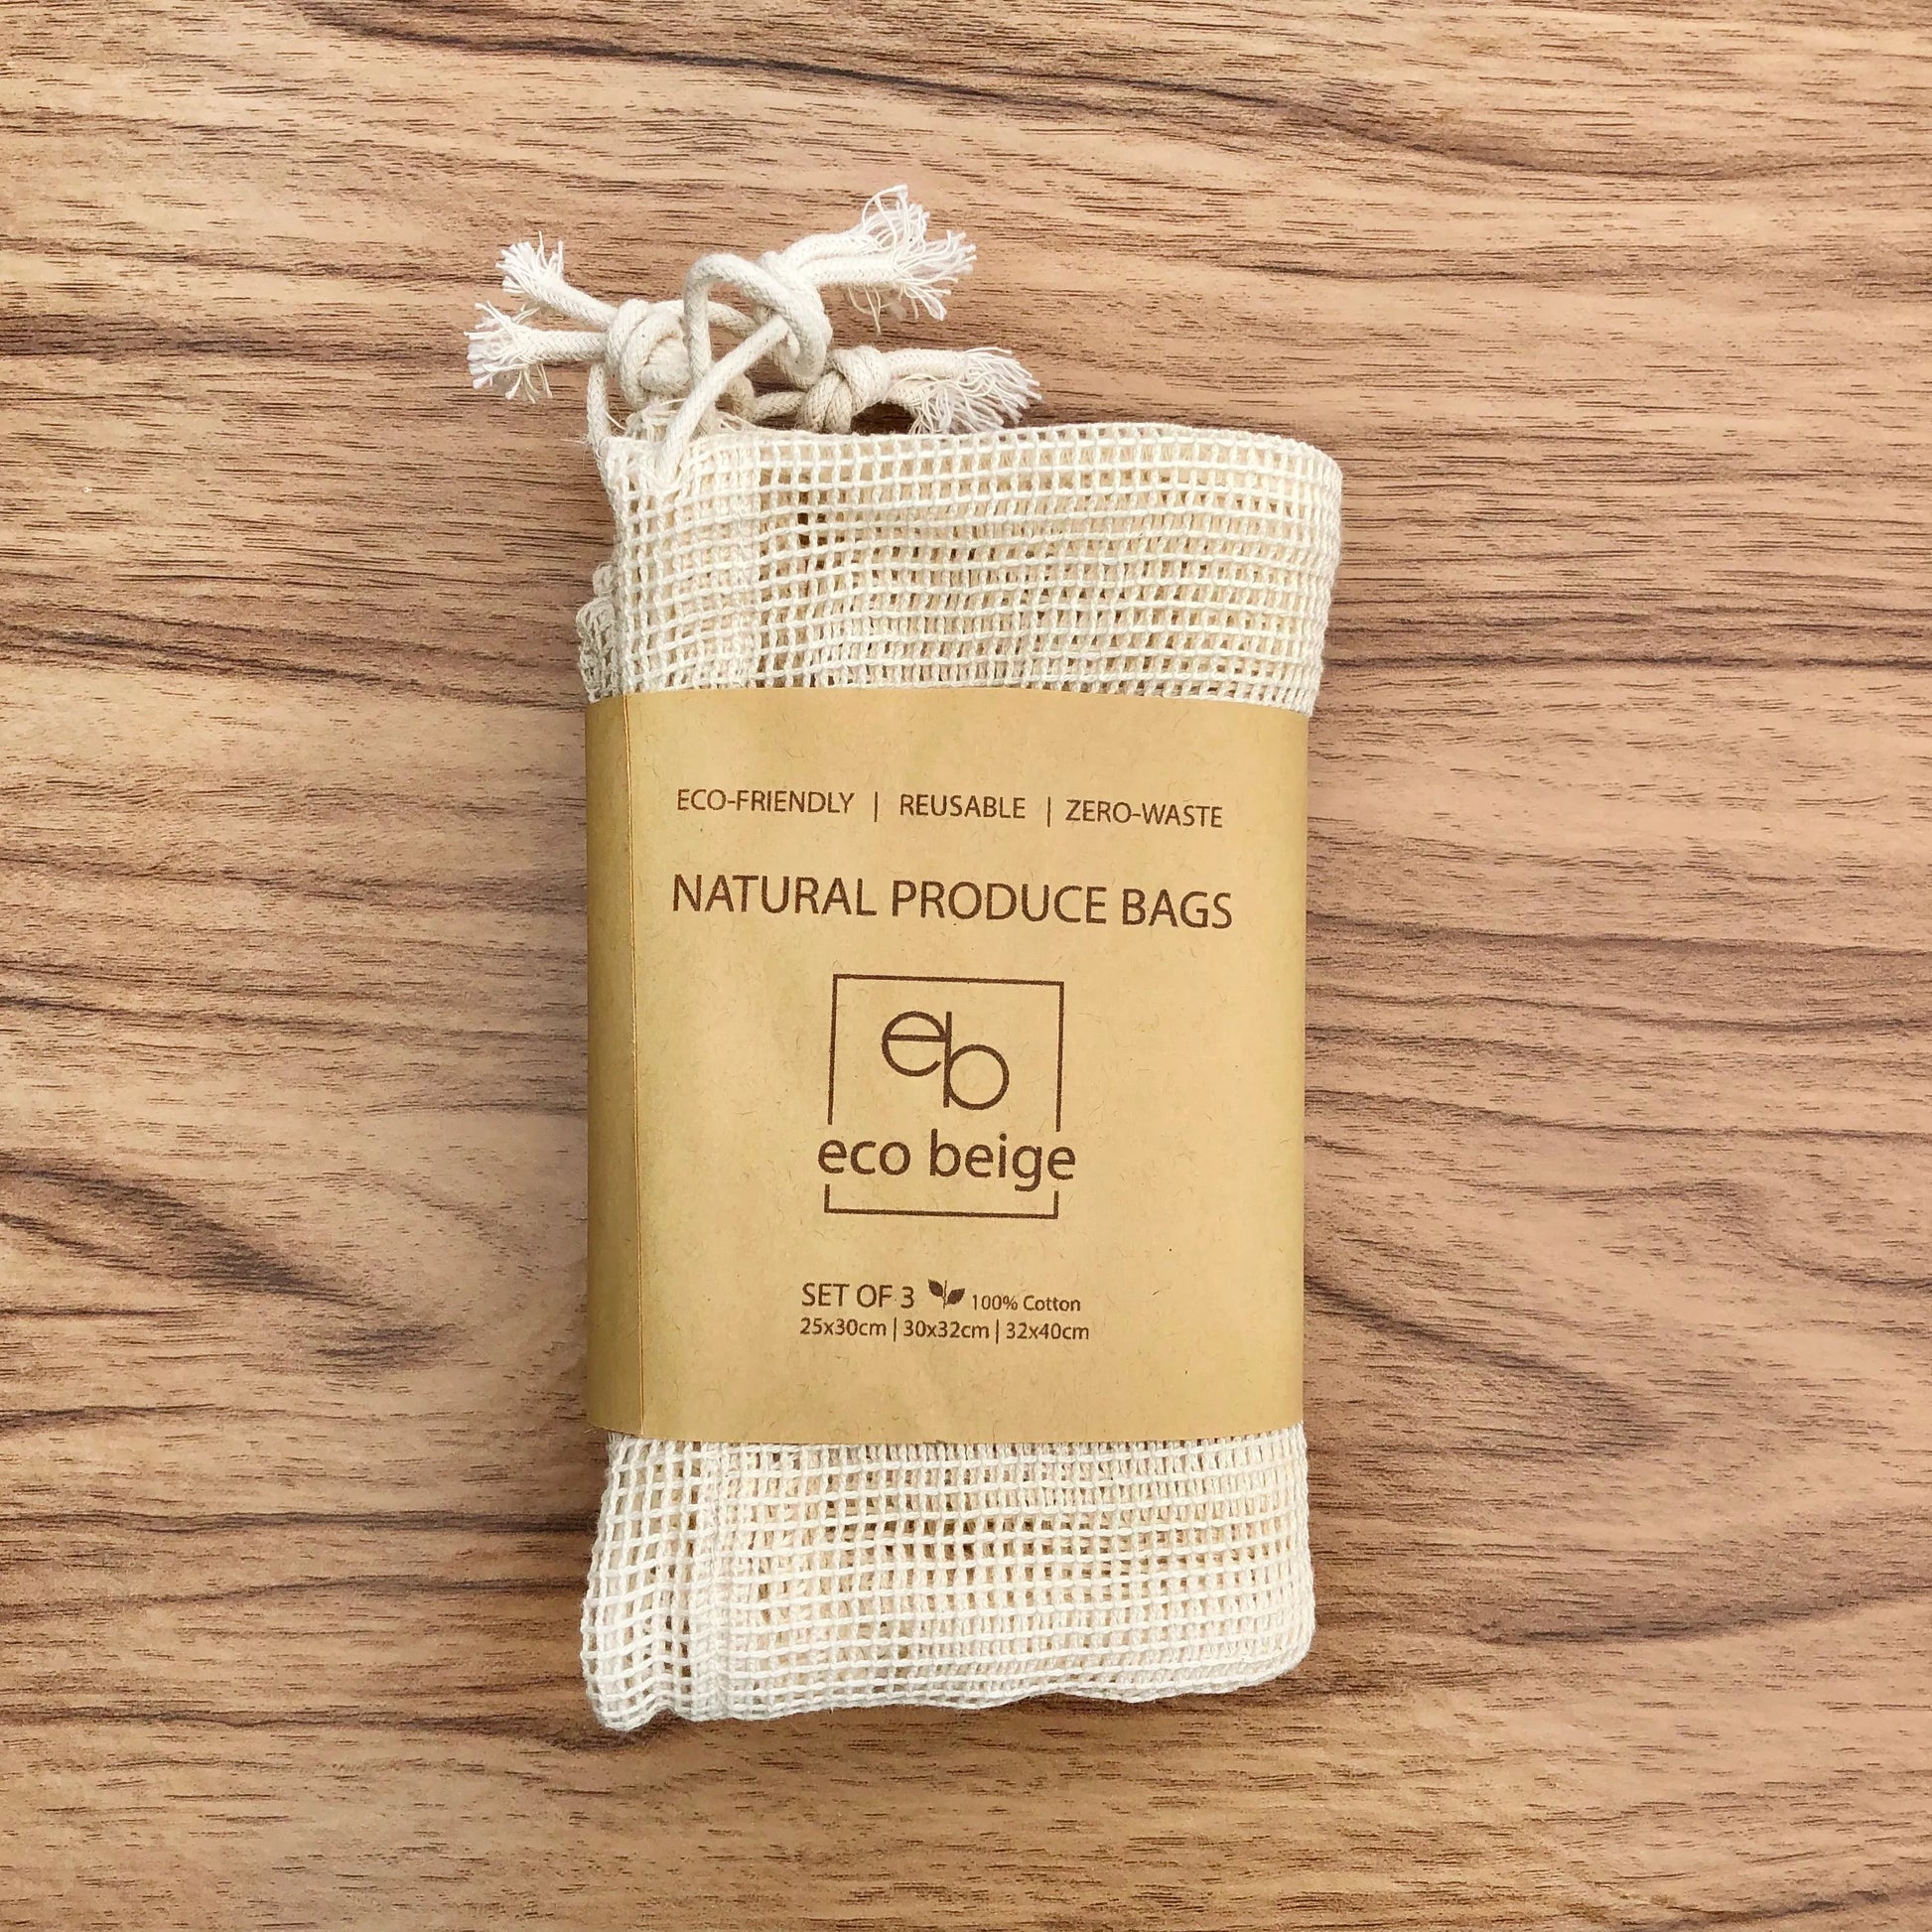 ECO-FRIENDLY | REUSABLE | ZERO-WASTE
NATURAL PRODUCE BAGS
eb
eco beige
SET OF 3 100% Cotton
25x30cm | 30x32cm | 32x40cm